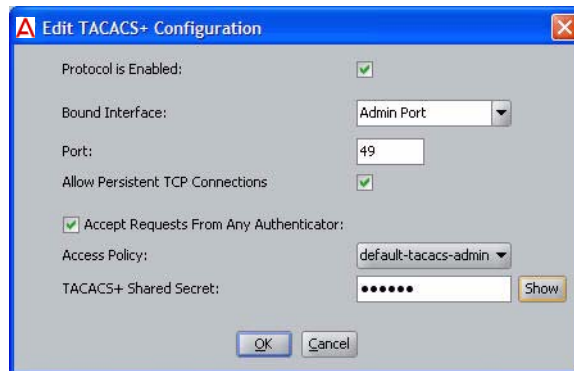 Edit TACACS+ Configuration
Protocol is Enabled:
Bound Interface: Admin Port
Port: 49
Allow Persistent TCP Connections
Accept Requests From Any Authenticator:
Access Policy: default-tacacs-admin
TACACS+ Shared Secret: •••••• Show
OK Cancel